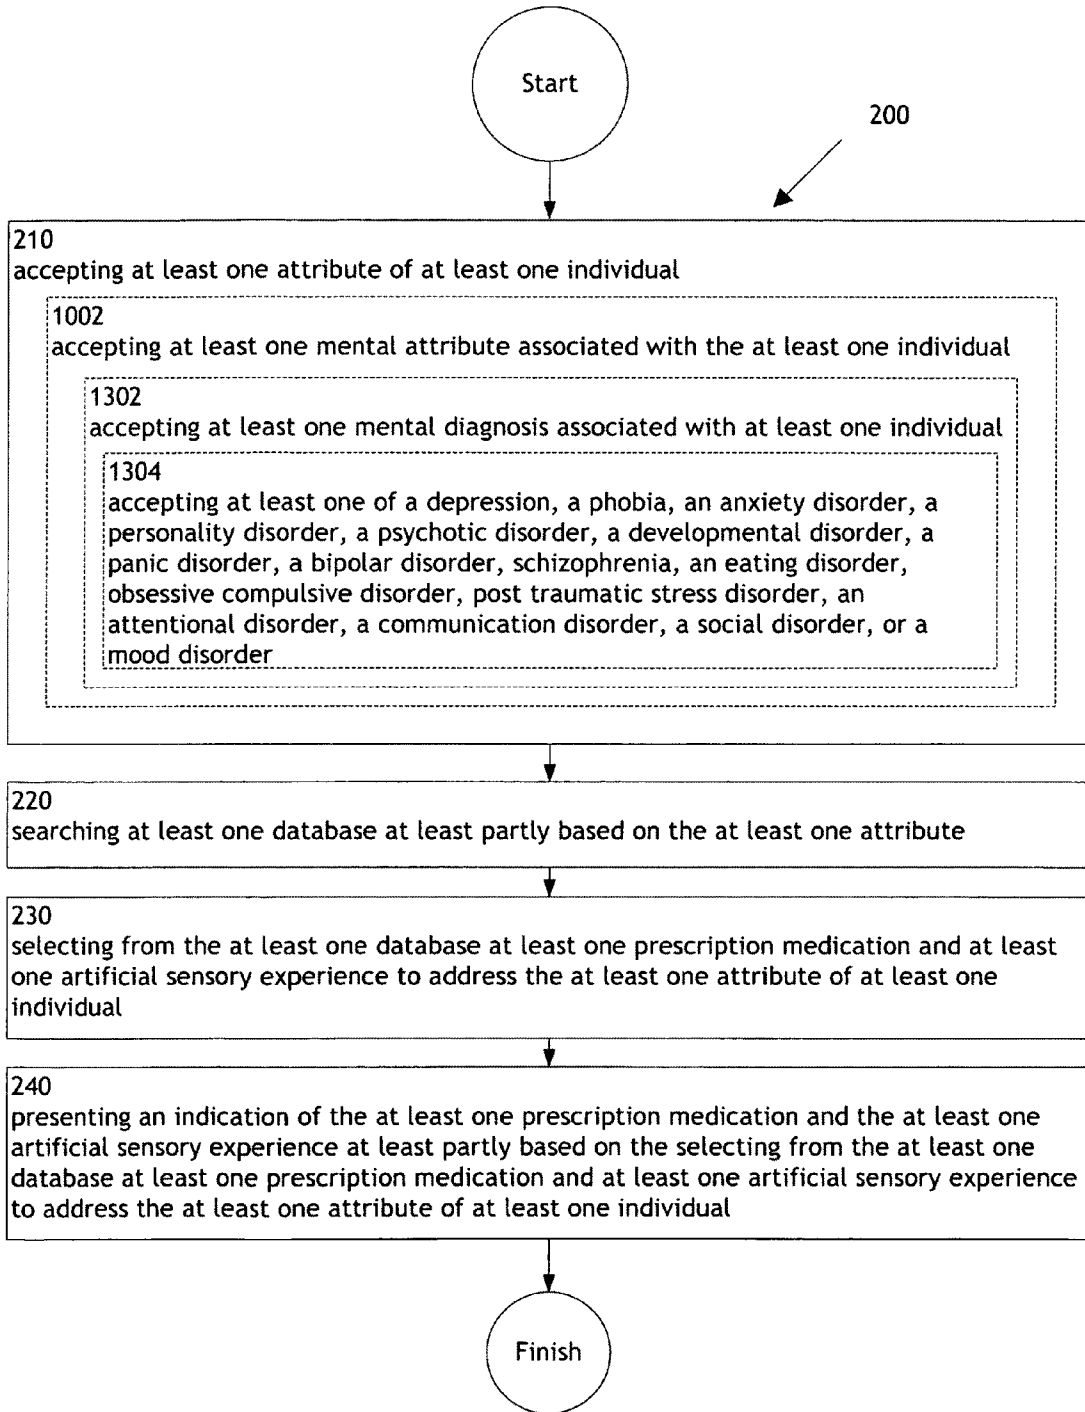 Start
200
210
accepting at least one attribute of at least one individual
1002
accepting at least one mental attribute associated with the at least one individual
1302
accepting at least one mental diagnosis associated with at least one individual
1304
accepting at least one of a depression, a phobia, an anxiety disorder, a
personality disorder, a psychotic disorder, a developmental disorder, a
panic disorder, a bipolar disorder, schizophrenia, an eating disorder,
obsessive compulsive disorder, post traumatic stress disorder, an
attentional disorder, a communication disorder, a social disorder, or a
mood disorder
220
searching at least one database at least partly based on the at least one attribute
230
selecting from the at least one database at least one prescription medication and at least
one artificial sensory experience to address the at least one attribute of at least one
individual
240
presenting an indication of the at least one prescription medication and the at least one
artificial sensory experience at least partly based on the selecting from the at least one
database at least one prescription medication and at least one artificial sensory experience
to address the at least one attribute of at least one individual
Finish